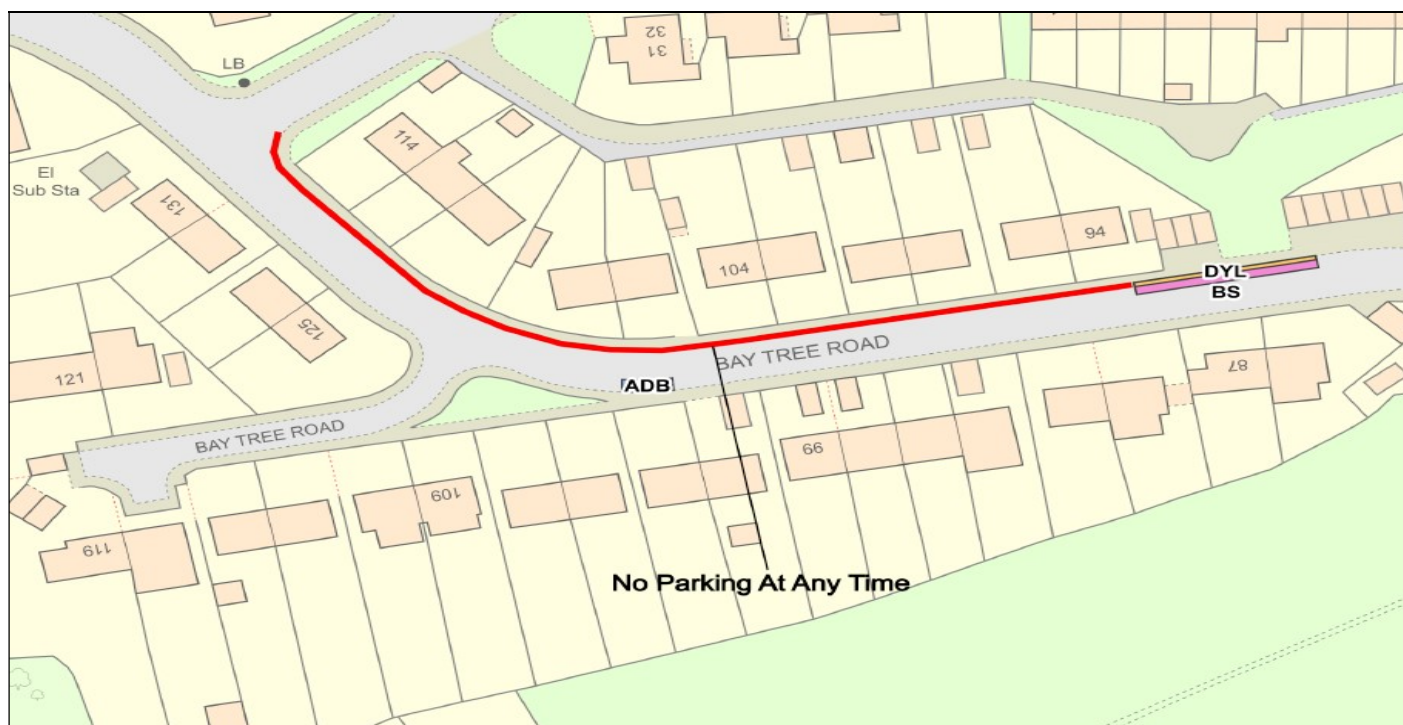 32
31
LB
114
El
Sub Sta
131
94
104
DYL
BS
125
BAY TREE ROAD
87
121
ADB
BAY TREE ROAD
66
109
119
No Parking At Any Time